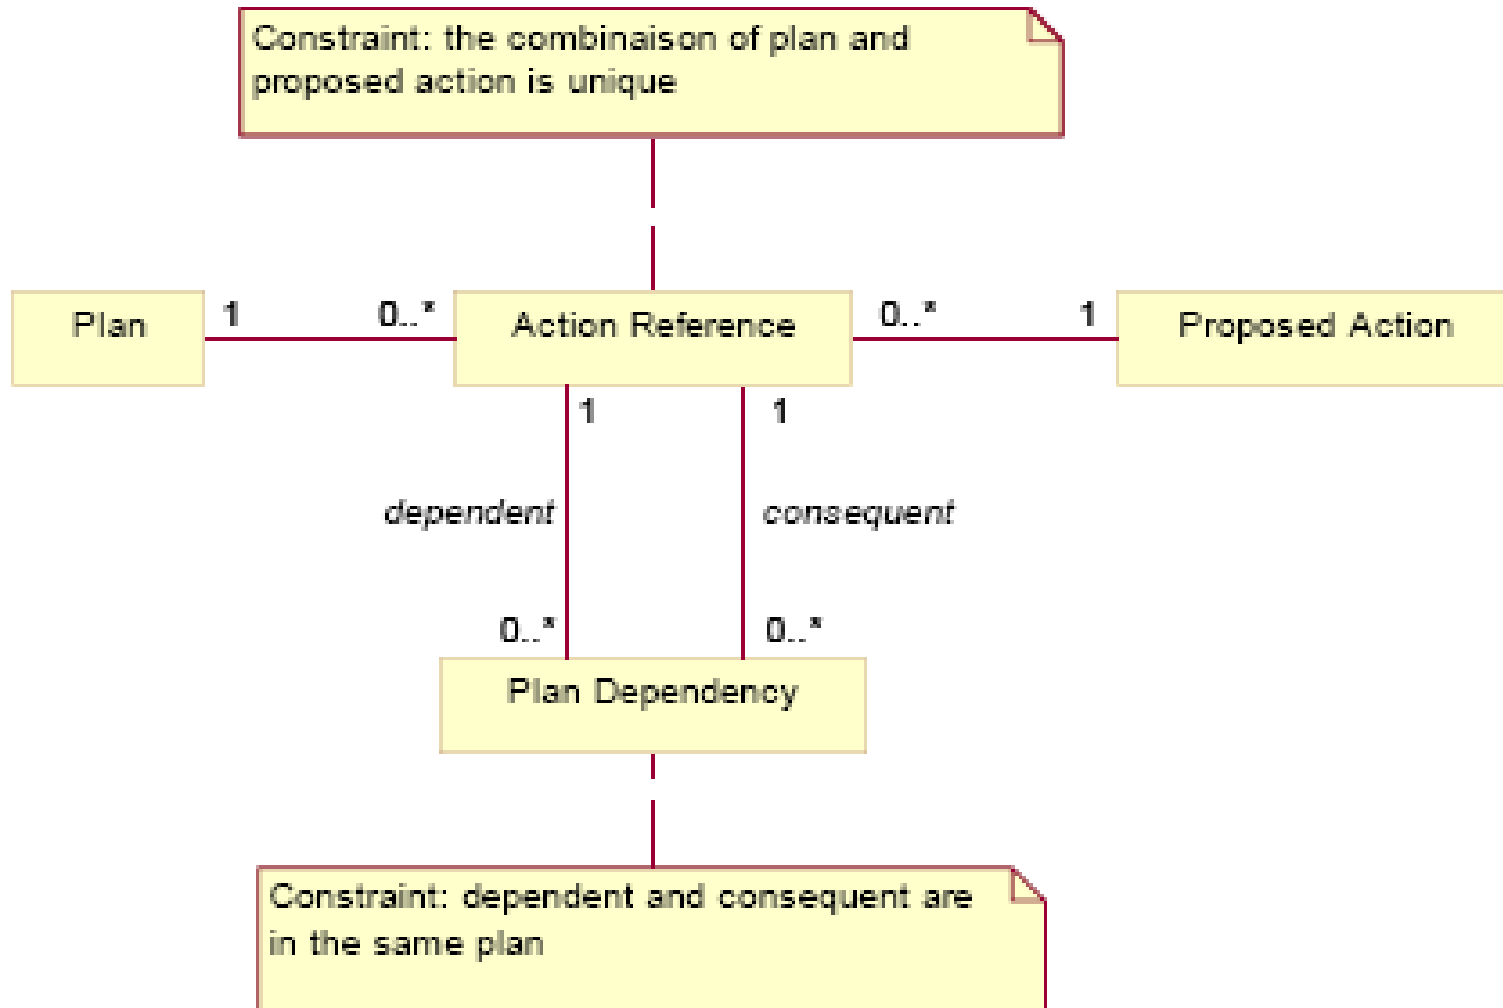 Constraint: the combinaison of plan and
proposed action is unique
Plan
1
0..*
Action Reference
0..*
1
Proposed Action
1
1
dependent
consequent
0..*
0..*
Plan Dependency
Constraint: dependent and consequent are
in the same plan